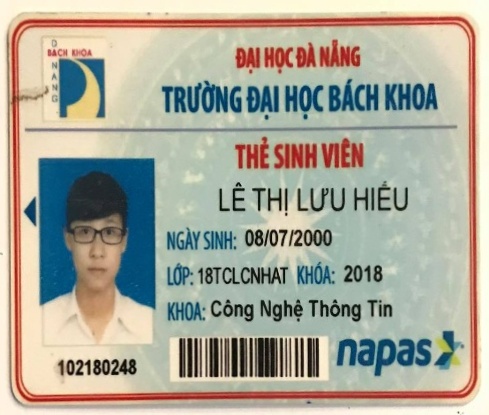 ĐÀ NẴNG
BÁCH KHOA
ĐẠI HỌC ĐÀ NẴNG
TRƯỜNG ĐẠI HỌC BÁCH KHOA
THẺ SINH VIÊN
LÊ THỊ LƯU HIẾU
NGÀY SINH: 08/07/2000
LỚP: 18TCLCNHAT KHÓA: 2018
KHOA: Công Nghệ Thông Tin
102180248
napas